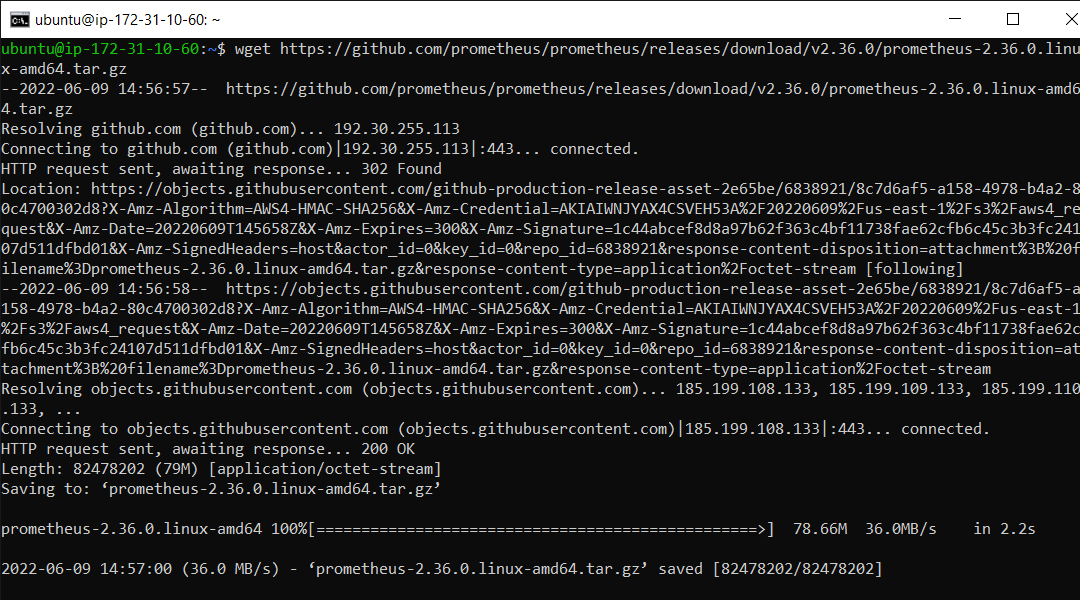 ubuntu@ip-172-31-10-60: ~
ubuntu@ip-172-31-10-60:~$ wget https://github.com/prometheus/prometheus/releases/download/v2.36.0/prometheus-2.36.0.linu
x-amd64.tar.gz
--2022-06-09 14:56:57--  https://github.com/prometheus/prometheus/releases/download/v2.36.0/prometheus-2.36.0.linux-amd6
4.tar.gz
Resolving github.com (github.com)... 192.30.255.113
Connecting to github.com (github.com)|192.30.255.113|:443... connected.
HTTP request sent, awaiting response... 302 Found
Location: https://objects.githubusercontent.com/github-production-release-asset-2e65be/6838921/8c7d6af5-a158-4978-b4a2-8
0c4700302d8?X-Amz-Algorithm=AWS4-HMAC-SHA256&X-Amz-Credential=AKIAIWNJYAX4CSVEH53A%2F20220609%2Fus-east-1%2Fs3%2Faws4_re
quest&X-Amz-Date=20220609T145658Z&X-Amz-Expires=300&X-Amz-Signature=1c44abcef8d8a97b62f363c4bf11738fae62cfb6c45c3b3fc241
07d511dfbd01&X-Amz-SignedHeaders=host&actor_id=0&key_id=0&repo_id=6838921&response-content-disposition=attachment%3B%20f
ilename%3Dprometheus-2.36.0.linux-amd64.tar.gz&response-content-type=application%2Foctet-stream [following]
--2022-06-09 14:56:58--  https://objects.githubusercontent.com/github-production-release-asset-2e65be/6838921/8c7d6af5-a
158-4978-b4a2-80c4700302d8?X-Amz-Algorithm=AWS4-HMAC-SHA256&X-Amz-Credential=AKIAIWNJYAX4CSVEH53A%2F20220609%2Fus-east-1
%2Fs3%2Faws4_request&X-Amz-Date=20220609T145658Z&X-Amz-Expires=300&X-Amz-Signature=1c44abcef8d8a97b62f363c4bf11738fae62c
fb6c45c3b3fc24107d511dfbd01&X-Amz-SignedHeaders=host&actor_id=0&key_id=0&repo_id=6838921&response-content-disposition=at
tachment%3B%20filename%3Dprometheus-2.36.0.linux-amd64.tar.gz&response-content-type=application%2Foctet-stream
Resolving objects.githubusercontent.com (objects.githubusercontent.com)... 185.199.108.133, 185.199.109.133, 185.199.110
.133, ...
Connecting to objects.githubusercontent.com (objects.githubusercontent.com)|185.199.108.133|:443... connected.
HTTP request sent, awaiting response... 200 OK
Length: 82478202 (79M) [application/octet-stream]
Saving to: ‘prometheus-2.36.0.linux-amd64.tar.gz’
prometheus-2.36.0.linux-amd64 100%[=================================================>]  78.66M  36.0MB/s    in 2.2s
2022-06-09 14:57:00 (36.0 MB/s) - ‘prometheus-2.36.0.linux-amd64.tar.gz’ saved [82478202/82478202]